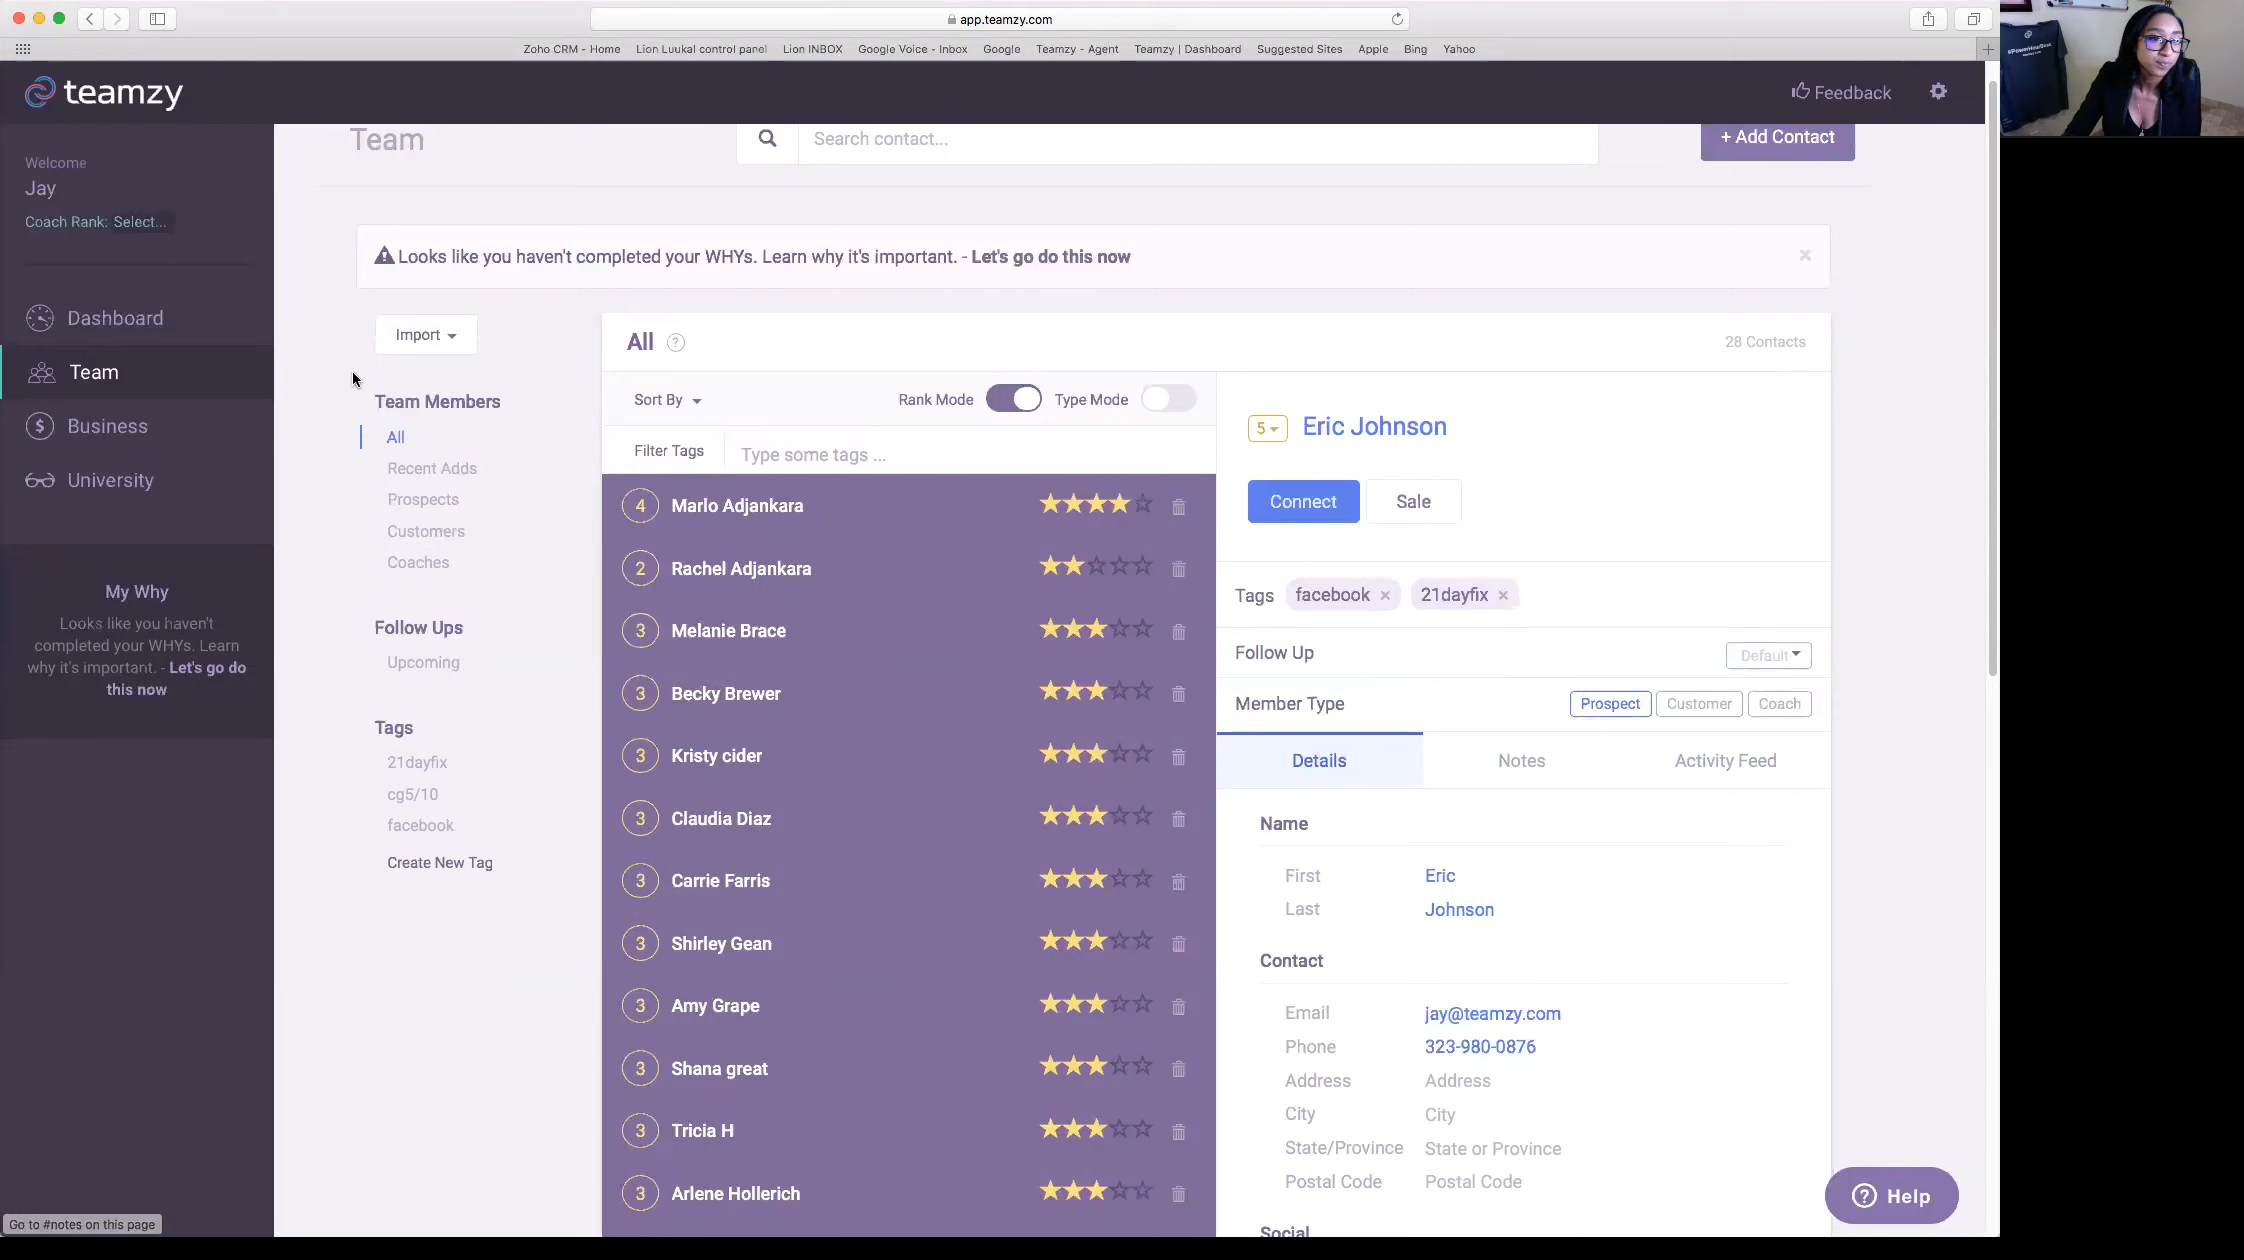 app.teamzy.com
Zoho CRM - Home Lion Luukal control panel Lion INBOX Google Voice - Inbox Google Teamzy - Agent Teamzy | Dashboard Suggested Sites Apple Bing Yahoo
teamzy
Feedback
Welcome
Jay
Coach Rank: Select...
Dashboard
Team
Business
University
My Why
Looks like you haven't
completed your WHYs. Learn
why it's important. - Let's go do
this now
Team
Search contact...
+ Add Contact
Looks like you haven't completed your WHYs. Learn why it's important. - Let's go do this now
Import
Team Members
All
Recent Adds
Prospects
Customers
Coaches
Follow Ups
Upcoming
Tags
21dayfix
cg5/10
facebook
Create New Tag
All ?
28 Contacts
Sort By
Rank Mode
Type Mode
Filter Tags
Type some tags ...
4 Marlo Adjankara
2 Rachel Adjankara
3 Melanie Brace
3 Becky Brewer
3 Kristy cider
3 Claudia Diaz
3 Carrie Farris
3 Shirley Gean
3 Amy Grape
3 Shana great
3 Tricia H
3 Arlene Hollerich
5 Eric Johnson
Connect
Sale
Tags facebook × 21dayfix ×
Follow Up
Default
Member Type
Prospect
Customer
Coach
Details
Notes
Activity Feed
Name
First Eric
Last Johnson
Contact
Email jay@teamzy.com
Phone 323-980-0876
Address Address
City City
State/Province State or Province
Postal Code Postal Code
Social
? Help
Go to #notes on this page